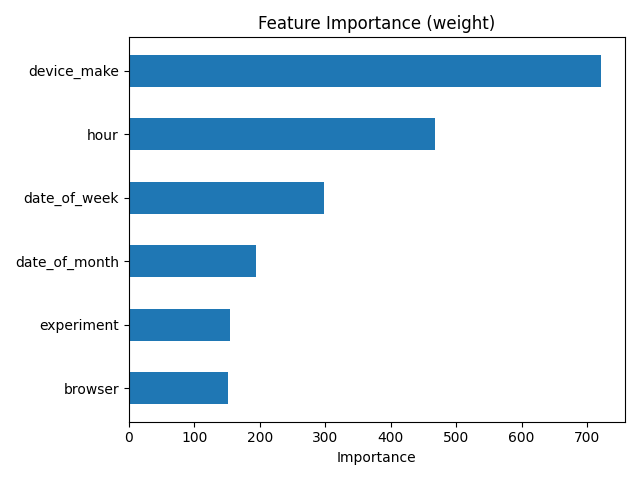 Feature Importance (weight)
device_make
hour
date_of_week
date_of_month
experiment
browser
0 100 200 300 400 500 600 700
Importance